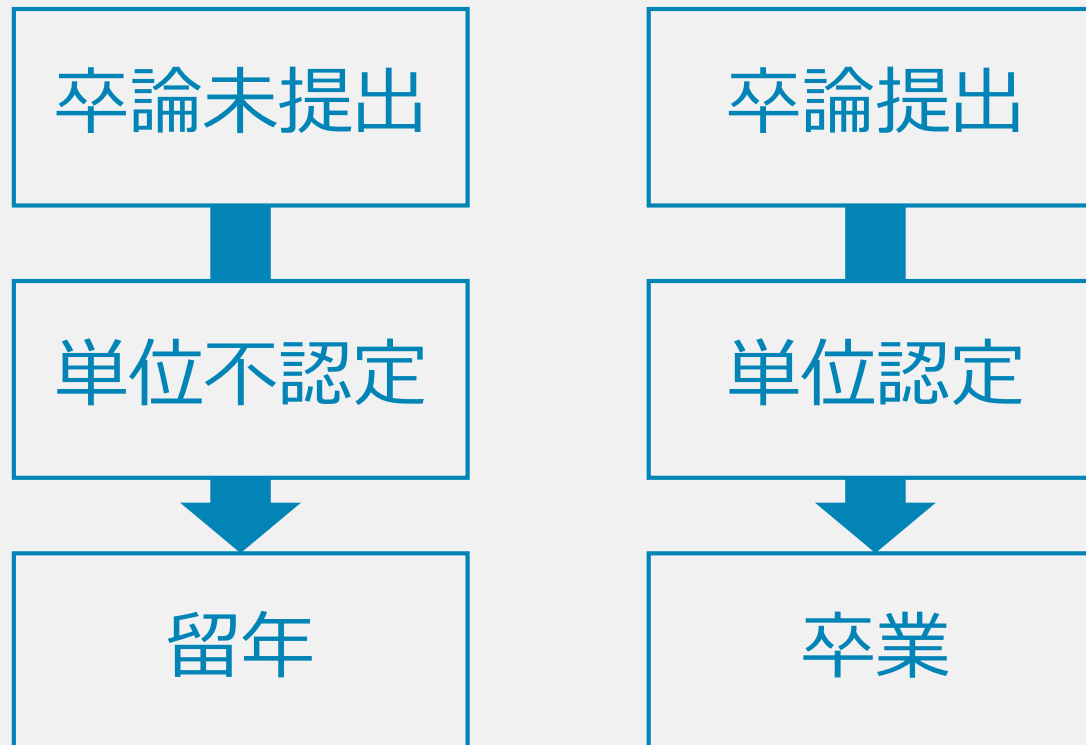 卒論未提出
単位不認定
留年
卒論提出
単位認定
卒業